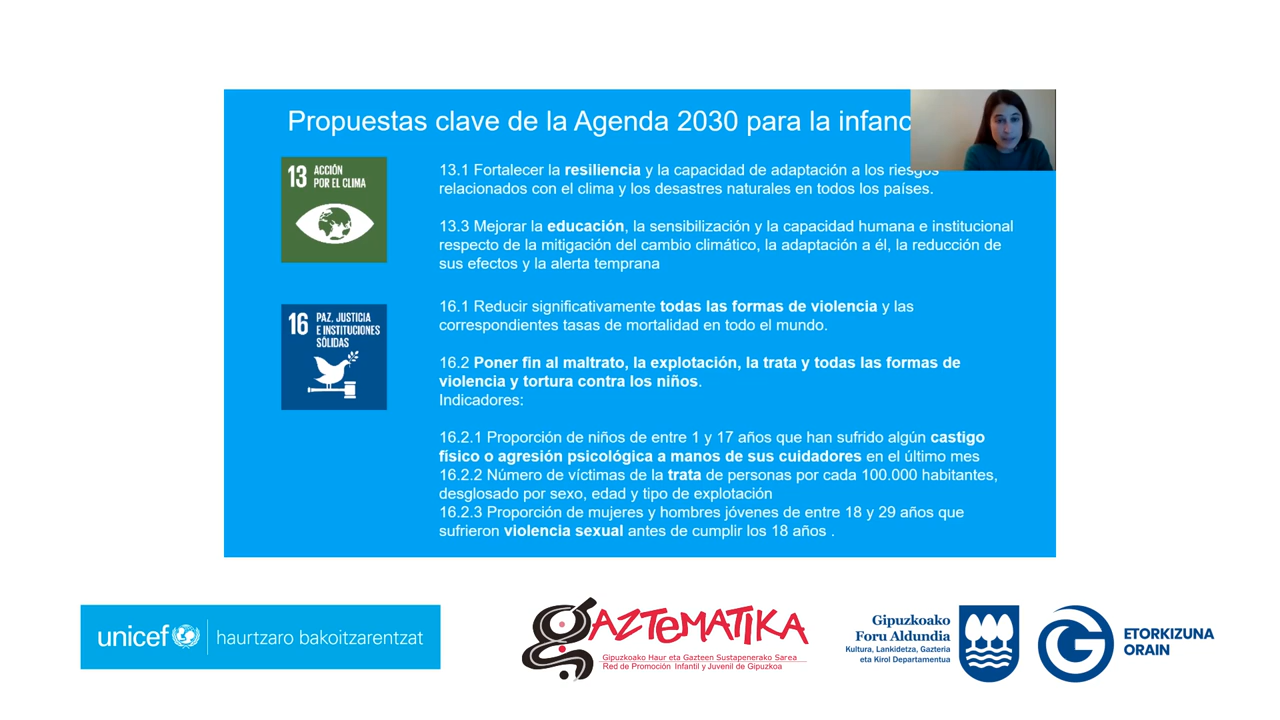 Propuestas clave de la Agenda 2030 para la infanc
13 ACCIÓN
POR EL CLIMA
13.1 Fortalecer la resiliencia y la capacidad de adaptación a los riesgos
relacionados con el clima y los desastres naturales en todos los países.
13.3 Mejorar la educación, la sensibilización y la capacidad humana e institucional
respecto de la mitigación del cambio climático, la adaptación a él, la reducción de
sus efectos y la alerta temprana
16 PAZ, JUSTICIA
E INSTITUCIONES
SÓLIDAS
16.1 Reducir significativamente todas las formas de violencia y las
correspondientes tasas de mortalidad en todo el mundo.
16.2 Poner fin al maltrato, la explotación, la trata y todas las formas de
violencia y tortura contra los niños.
Indicadores:
16.2.1 Proporción de niños de entre 1 y 17 años que han sufrido algún castigo
físico o agresión psicológica a manos de sus cuidadores en el último mes
16.2.2 Número de víctimas de la trata de personas por cada 100.000 habitantes,
desglosado por sexo, edad y tipo de explotación
16.2.3 Proporción de mujeres y hombres jóvenes de entre 18 y 29 años que
sufrieron violencia sexual antes de cumplir los 18 años .
unicef haurtzaro bakoitzarentzat
GAZTEMATIKA
Gipuzkoako Haur eta Gazteen Sustapenerako Sarea
Red de Promoción Infantil y Juvenil de Gipuzkoa
Gipuzkoako
Foru Aldundia
Kultura, Lankidetza, Gazteria
eta Kirol Departamentua
ETORKIZUNA
ORAIN